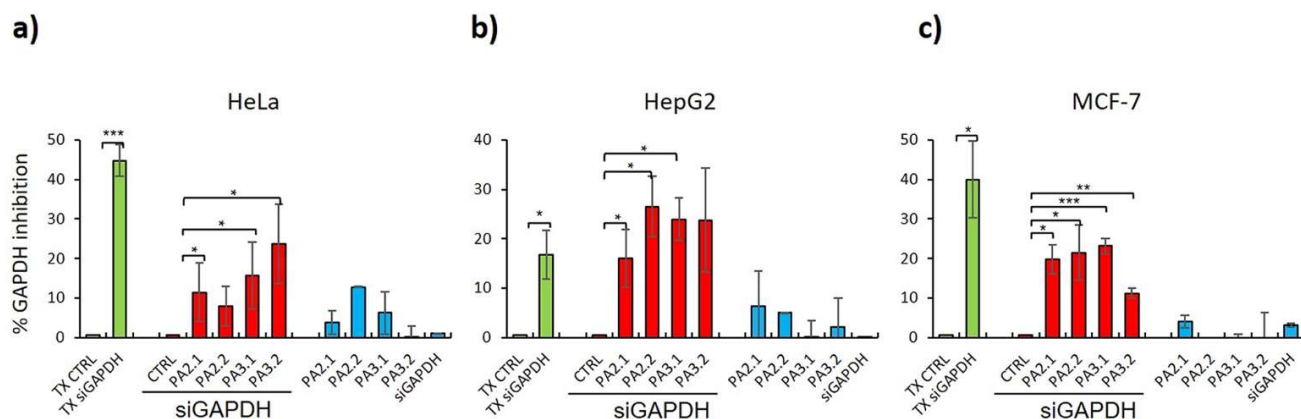 a)
HeLa
% GAPDH inhibition
50
40
30
20
10
0
***
*
*
*
TX CTRL
TX siGAPDH
CTRL
PA2.1
PA2.2
PA3.1
PA3.2
siGAPDH
PA2.1
PA2.2
PA3.1
PA3.2
siGAPDH
b)
HepG2
40
30
20
10
0
*
*
*
*
TX CTRL
TX siGAPDH
CTRL
PA2.1
PA2.2
PA3.1
PA3.2
siGAPDH
PA2.1
PA2.2
PA3.1
PA3.2
siGAPDH
c)
MCF-7
50
40
30
20
10
0
*
**
***
*
*
TX CTRL
TX siGAPDH
CTRL
PA2.1
PA2.2
PA3.1
PA3.2
siGAPDH
PA2.1
PA2.2
PA3.1
PA3.2
siGAPDH